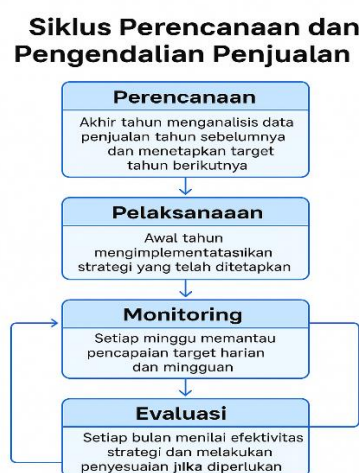 Siklus Perencanaan dan
Pengendalian Penjualan
Perencanaan
Akhir tahun menganalisis data
penjualan tahun sebelumnya
dan menetapkan target
tahun berikutnya
Pelaksanaaan
Awal tahun
mengimplementatasikan
strategi yang telah ditetapkan
Monitoring
Setiap minggu memantau
pencapaian target harian
dan mingguan
Evaluasi
Setiap bulan menilai efektivitas
strategi dan melakukan
penyesuaian jika diperlukan